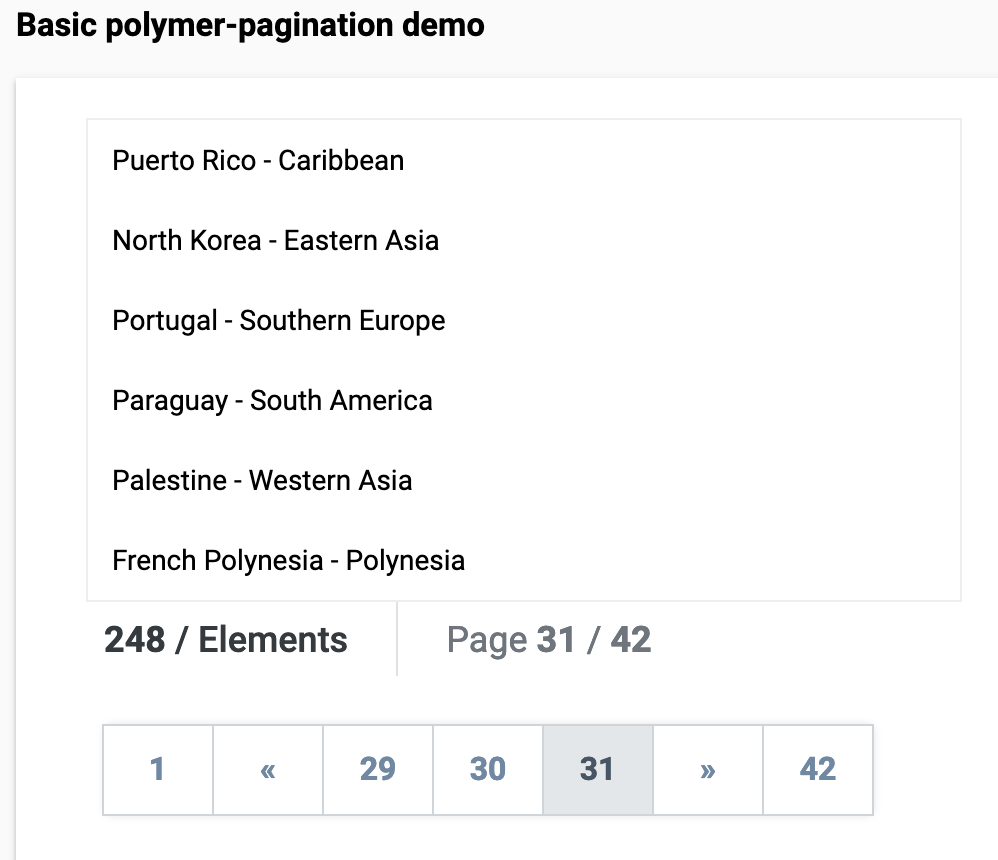 Basic polymer-pagination demo
Puerto Rico - Caribbean
North Korea - Eastern Asia
Portugal - Southern Europe
Paraguay - South America
Palestine - Western Asia
French Polynesia - Polynesia
248 / Elements Page 31 / 42
1 « 29 30 31 » 42